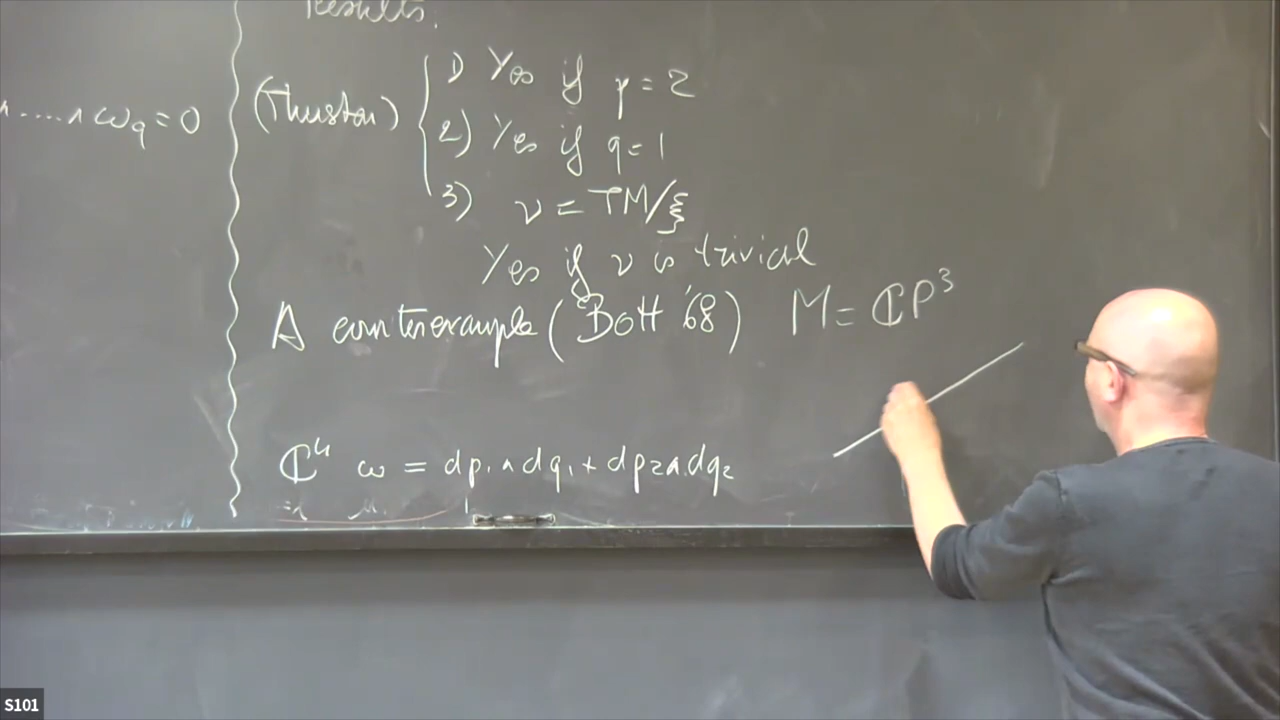 Results.
∧....∧ω_q = 0
(Thurston) { 1) Yes if p = 2
2) Yes if q = 1
3) ν = TM/ξ
Yes if ν is trivial
A counterexample (Bott '68) M = ℂP³
ℂ⁴ ω = dp₁∧dq₁ + dp₂∧dq₂
S101